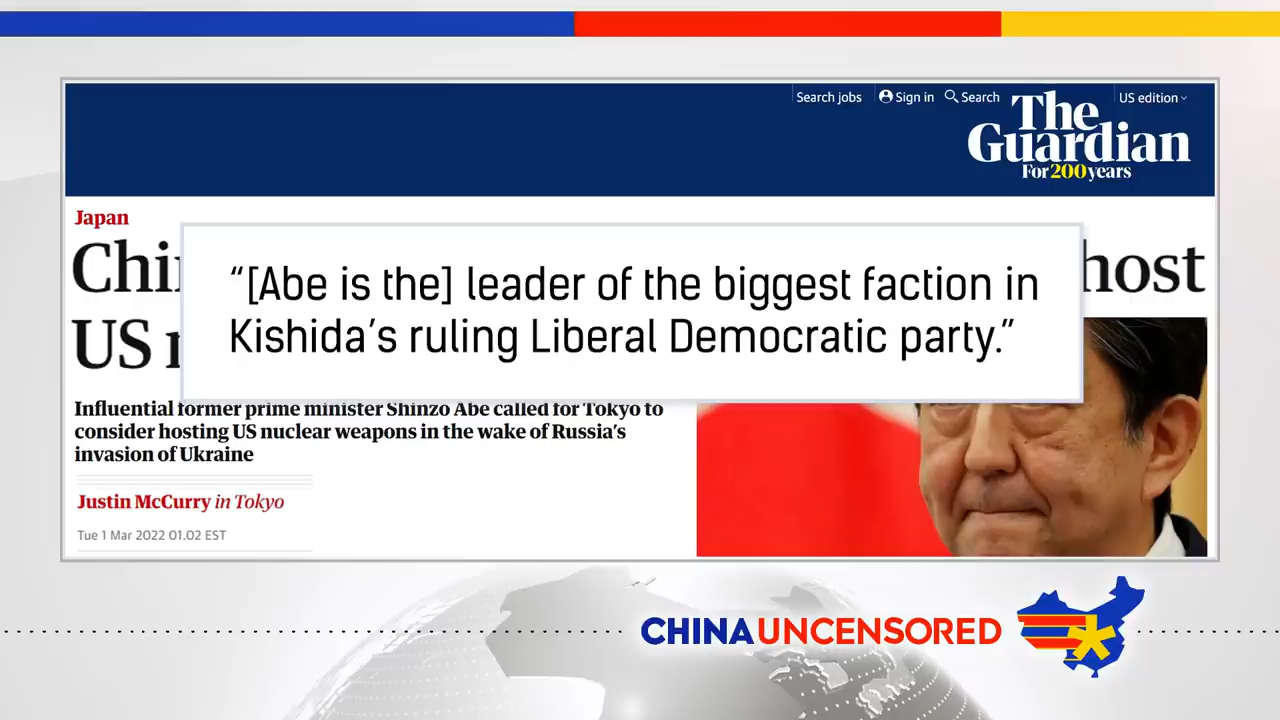 Search jobs Sign in Search US edition
The
Guardian
For 200 years
Japan
host
US
“[Abe is the] leader of the biggest faction in
Kishida’s ruling Liberal Democratic party.”
Influential former prime minister Shinzo Abe called for Tokyo to
consider hosting US nuclear weapons in the wake of Russia’s
invasion of Ukraine
Justin McCurry in Tokyo
Tue 1 Mar 2022 01.02 EST
CHINA UNCENSORED